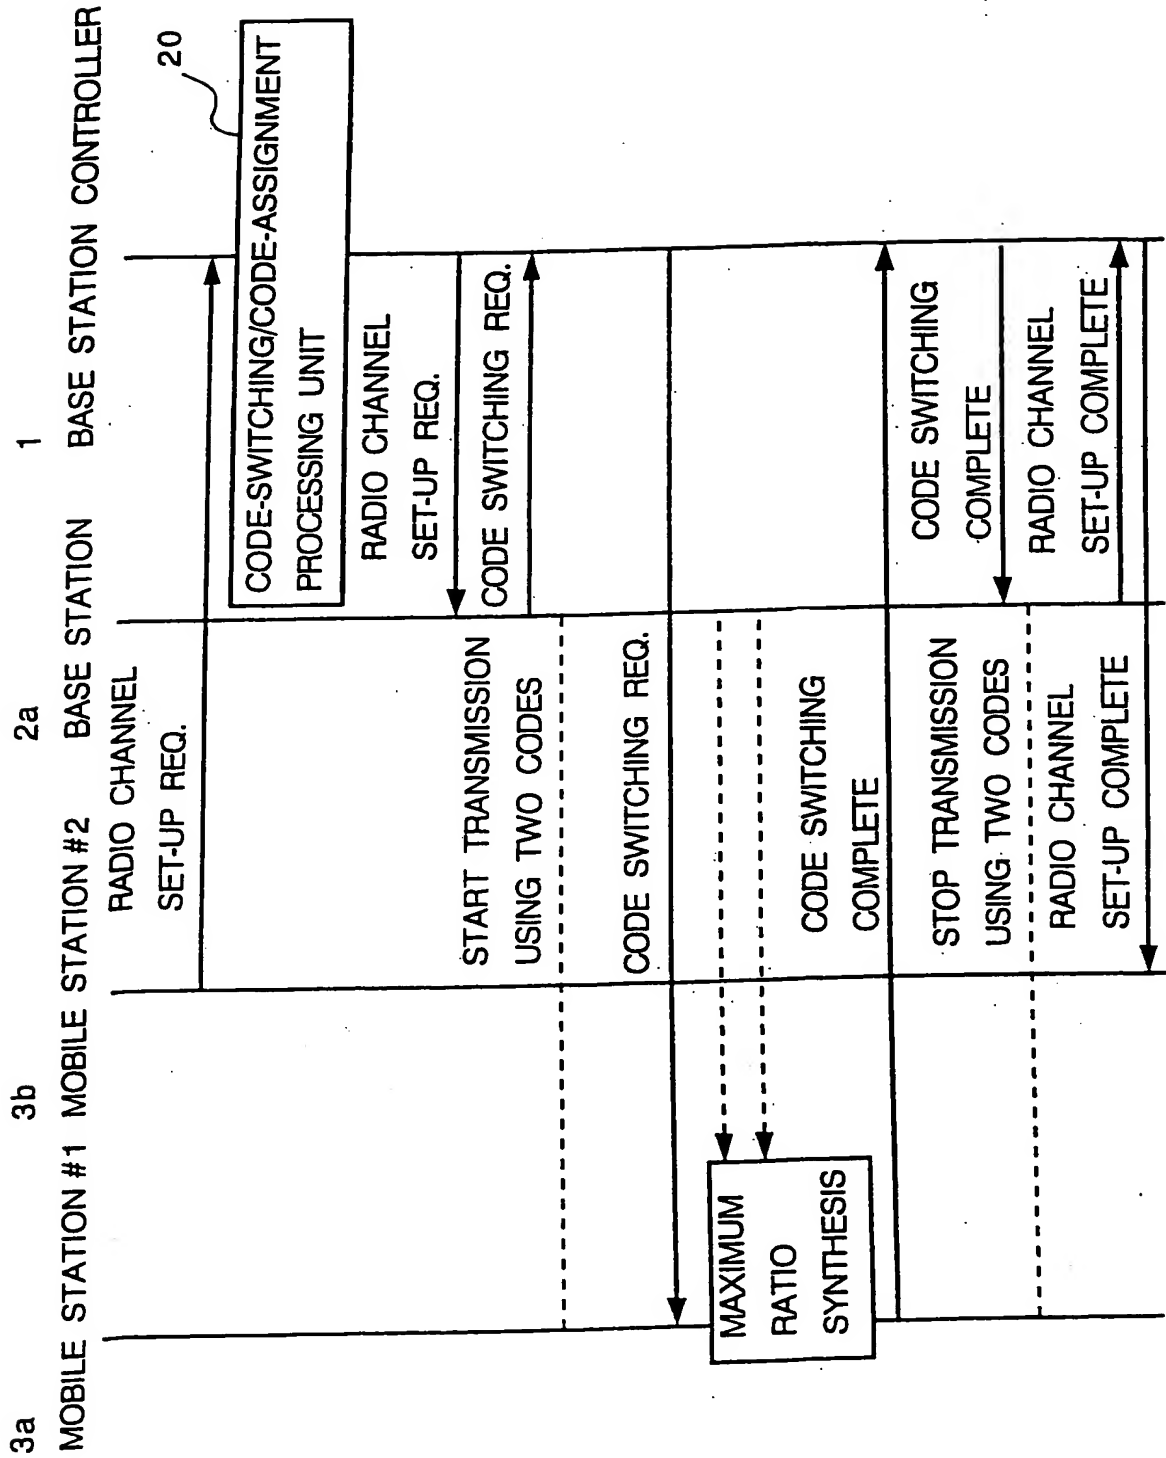 3a
MOBILE STATION #1
3b
MOBILE STATION #2
2a
BASE STATION
1
BASE STATION CONTROLLER
RADIO CHANNEL
SET-UP REQ.
20
CODE-SWITCHING/CODE-ASSIGNMENT
PROCESSING UNIT
RADIO CHANNEL
SET-UP REQ.
START TRANSMISSION
USING TWO CODES
CODE SWITCHING REQ.
CODE SWITCHING REQ.
MAXIMUM
RATIO
SYNTHESIS
CODE SWITCHING
COMPLETE
CODE SWITCHING
COMPLETE
STOP TRANSMISSION
USING TWO CODES
RADIO CHANNEL
SET-UP COMPLETE
RADIO CHANNEL
SET-UP COMPLETE